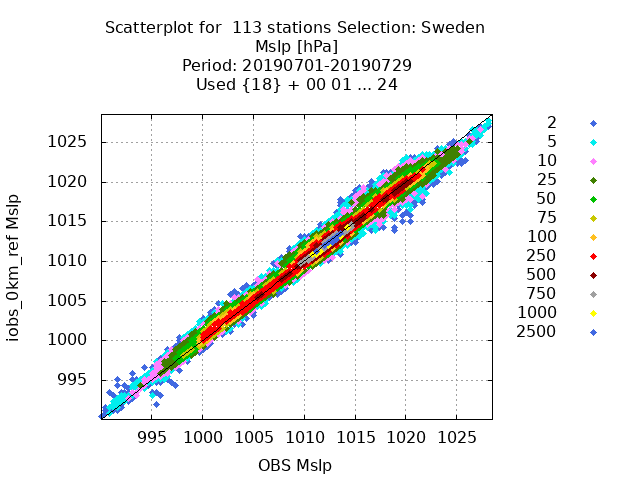 Scatterplot for  113 stations Selection: Sweden
Mslp [hPa]
Period: 20190701-20190729
Used {18} + 00 01 ... 24
iobs_0km_ref Mslp
1025
1020
1015
1010
1005
1000
995
995 1000 1005 1010 1015 1020 1025
OBS Mslp
2
5
10
25
50
75
100
250
500
750
1000
2500